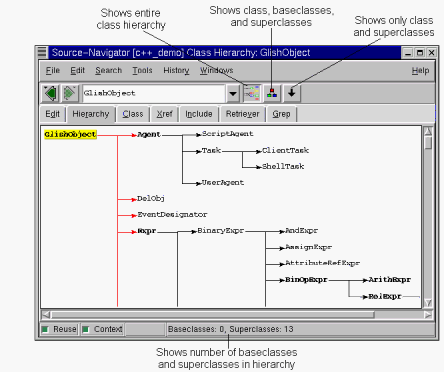 Shows entire
class hierarchy
Shows class, baseclasses,
and superclasses
Shows only class
and superclasses
Source-Navigator [c++_demo] Class Hierarchy: GlishObject
File Edit Search Tools History Windows Help
GlishObject
Edit Hierarchy Class Xref Include Retriever Grep
GlishObject Agent ScriptAgent
Task ClientTask
ShellTask
UserAgent
DelObj
EventDesignator
Expr BinaryExpr AndExpr
AssignExpr
AttributeRefExpr
BinOpExpr ArithExpr
RelExpr
Reuse Context Baseclasses: 0, Superclasses: 13
Shows number of baseclasses
and superclasses in hierarchy